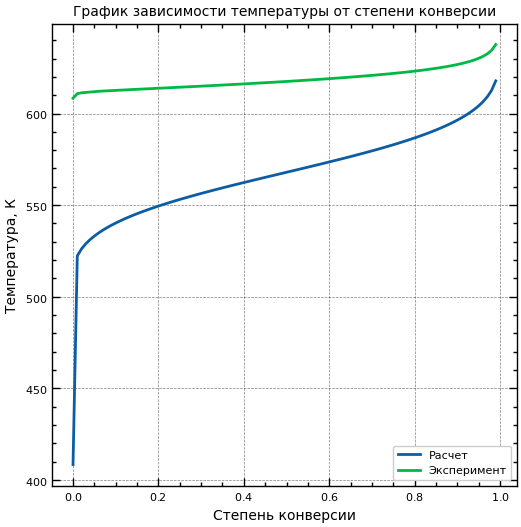 График зависимости температуры от степени конверсии
Температура, К
600
550
500
450
400
0.0 0.2 0.4 0.6 0.8 1.0
Степень конверсии
Расчет
Эксперимент